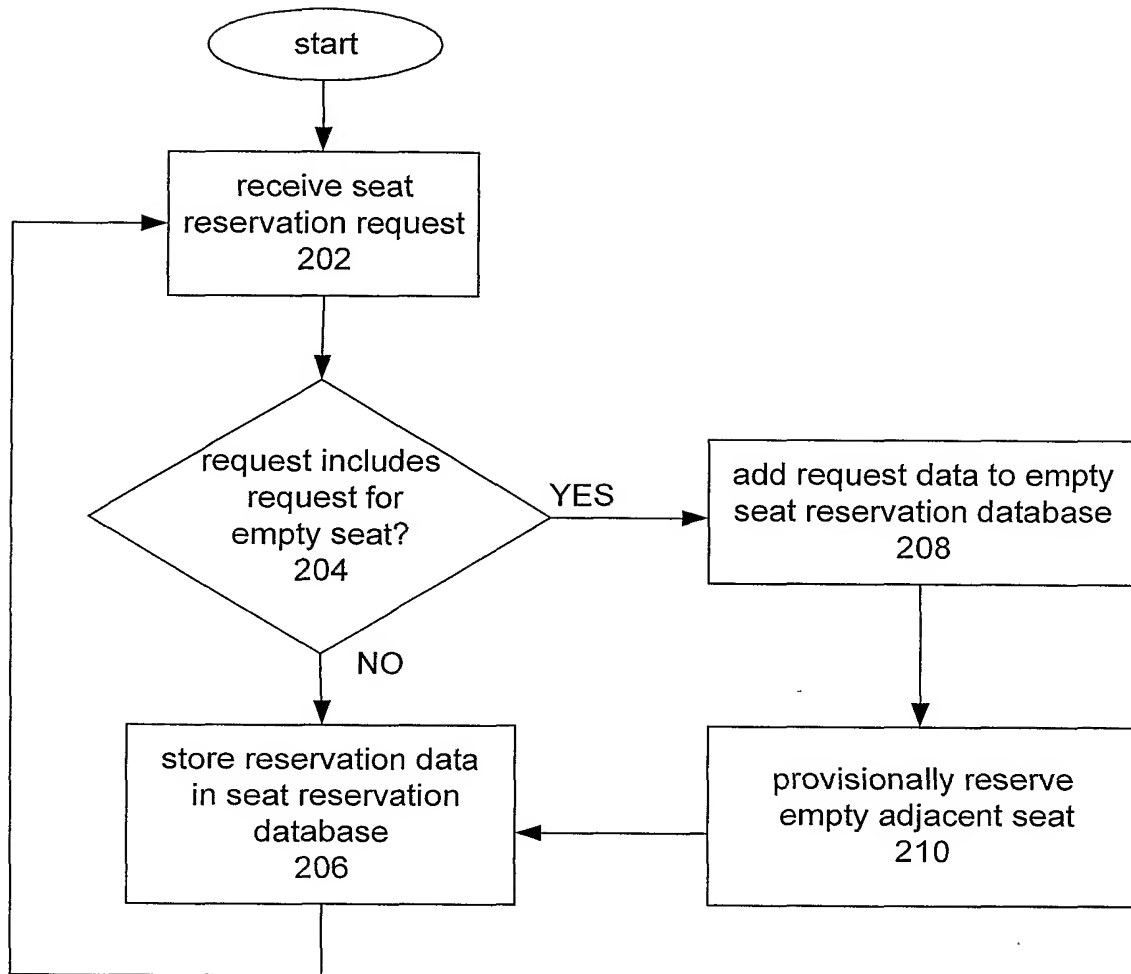 start
receive seat
reservation request
202
request includes
request for
empty seat?
204
YES
NO
add request data to empty
seat reservation database
208
store reservation data
in seat reservation
database
206
provisionally reserve
empty adjacent seat
210